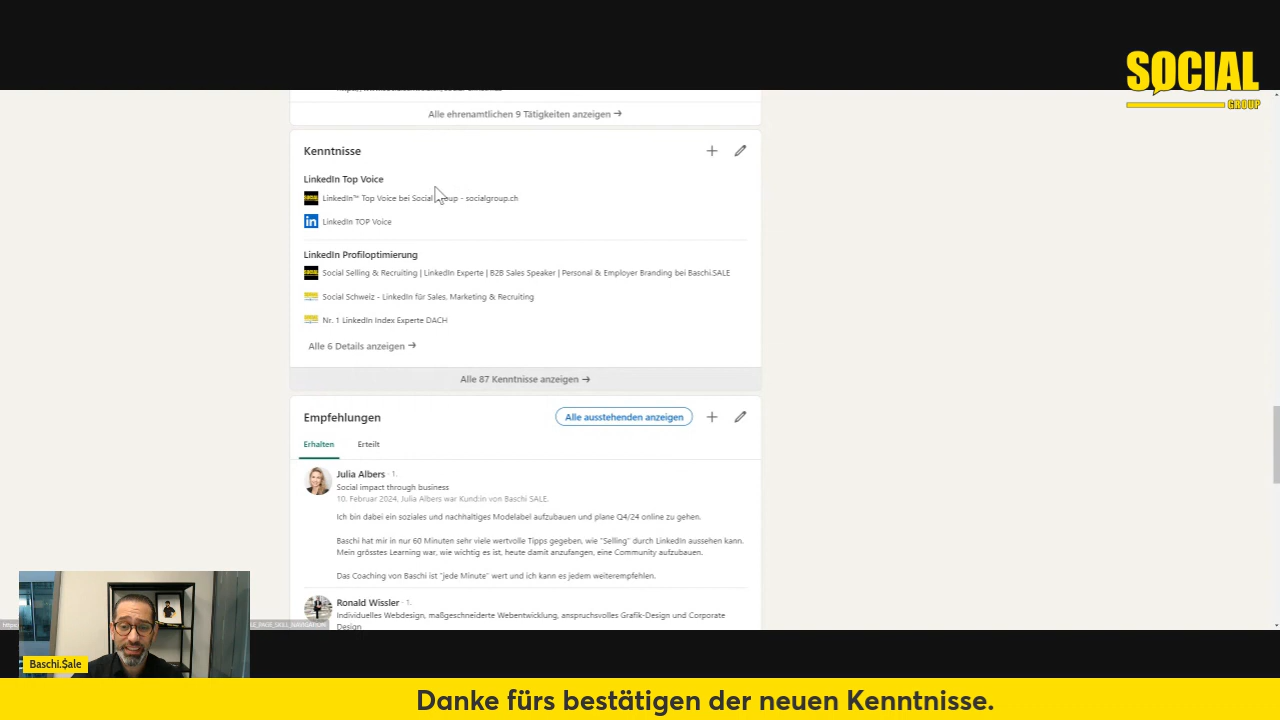 SOCIAL
GROUP
Alle ehrenamtlichen 9 Tätigkeiten anzeigen →
Kenntnisse
LinkedIn Top Voice
LinkedIn™ Top Voice bei Social Group - socialgroup.ch
LinkedIn TOP Voice
LinkedIn Profiloptimierung
Social Selling & Recruiting | LinkedIn Experte | B2B Sales Speaker | Personal & Employer Branding bei Baschi.SALE
Social Schweiz - LinkedIn für Sales, Marketing & Recruiting
Nr. 1 LinkedIn Index Experte DACH
Alle 6 Details anzeigen →
Alle 87 Kenntnisse anzeigen →
Empfehlungen
Alle ausstehenden anzeigen
Erhalten Erteilt
Julia Albers · 1.
Social impact through business
10. Februar 2024, Julia Albers war Kund:in von Baschi SALE.
Ich bin dabei ein soziales und nachhaltiges Modelabel aufzubauen und plane Q4/24 online zu gehen.
Baschi hat mir in nur 60 Minuten sehr viele wertvolle Tipps gegeben, wie "Selling" durch LinkedIn aussehen kann.
Mein grösstes Learning war, wie wichtig es ist, heute damit anzufangen, eine Community aufzubauen.
Das Coaching von Baschi ist "jede Minute" wert und ich kann es jedem weiterempfehlen.
Ronald Wissler · 1.
Individuelles Webdesign, maßgeschneiderte Webentwicklung, anspruchsvolles Grafik-Design und Corporate
Design
Baschi.$ale
Danke fürs bestätigen der neuen Kenntnisse.